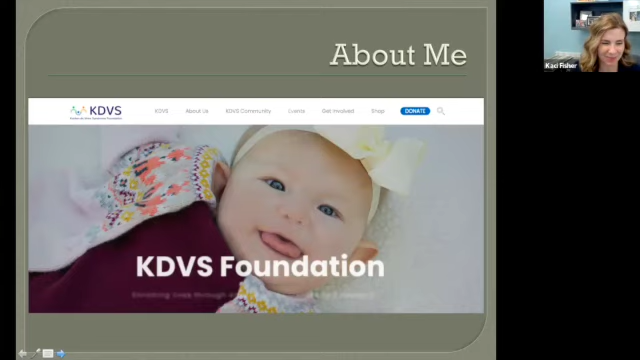 About Me
KDVS
KDVS
About Us
KDVS Community
Events
Get Involved
Shop
DONATE
KDVS Foundation
Kaci Fisher